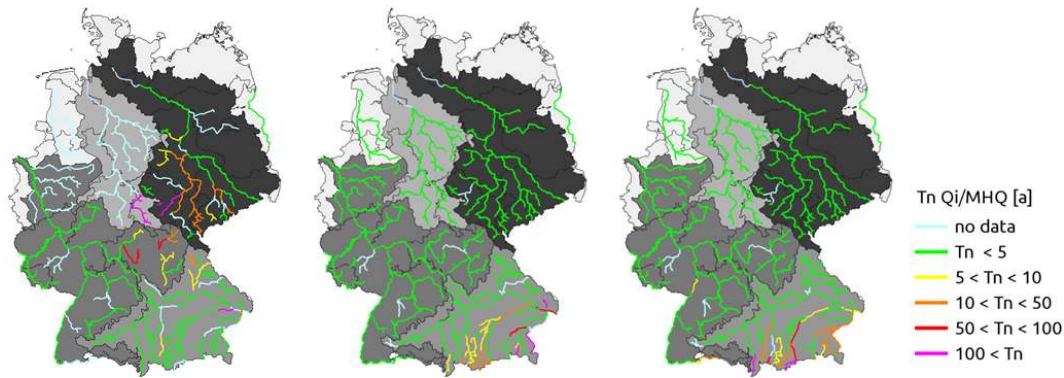 Tn Qi/MHQ [a]
no data
Tn < 5
5 < Tn < 10
10 < Tn < 50
50 < Tn < 100
100 < Tn